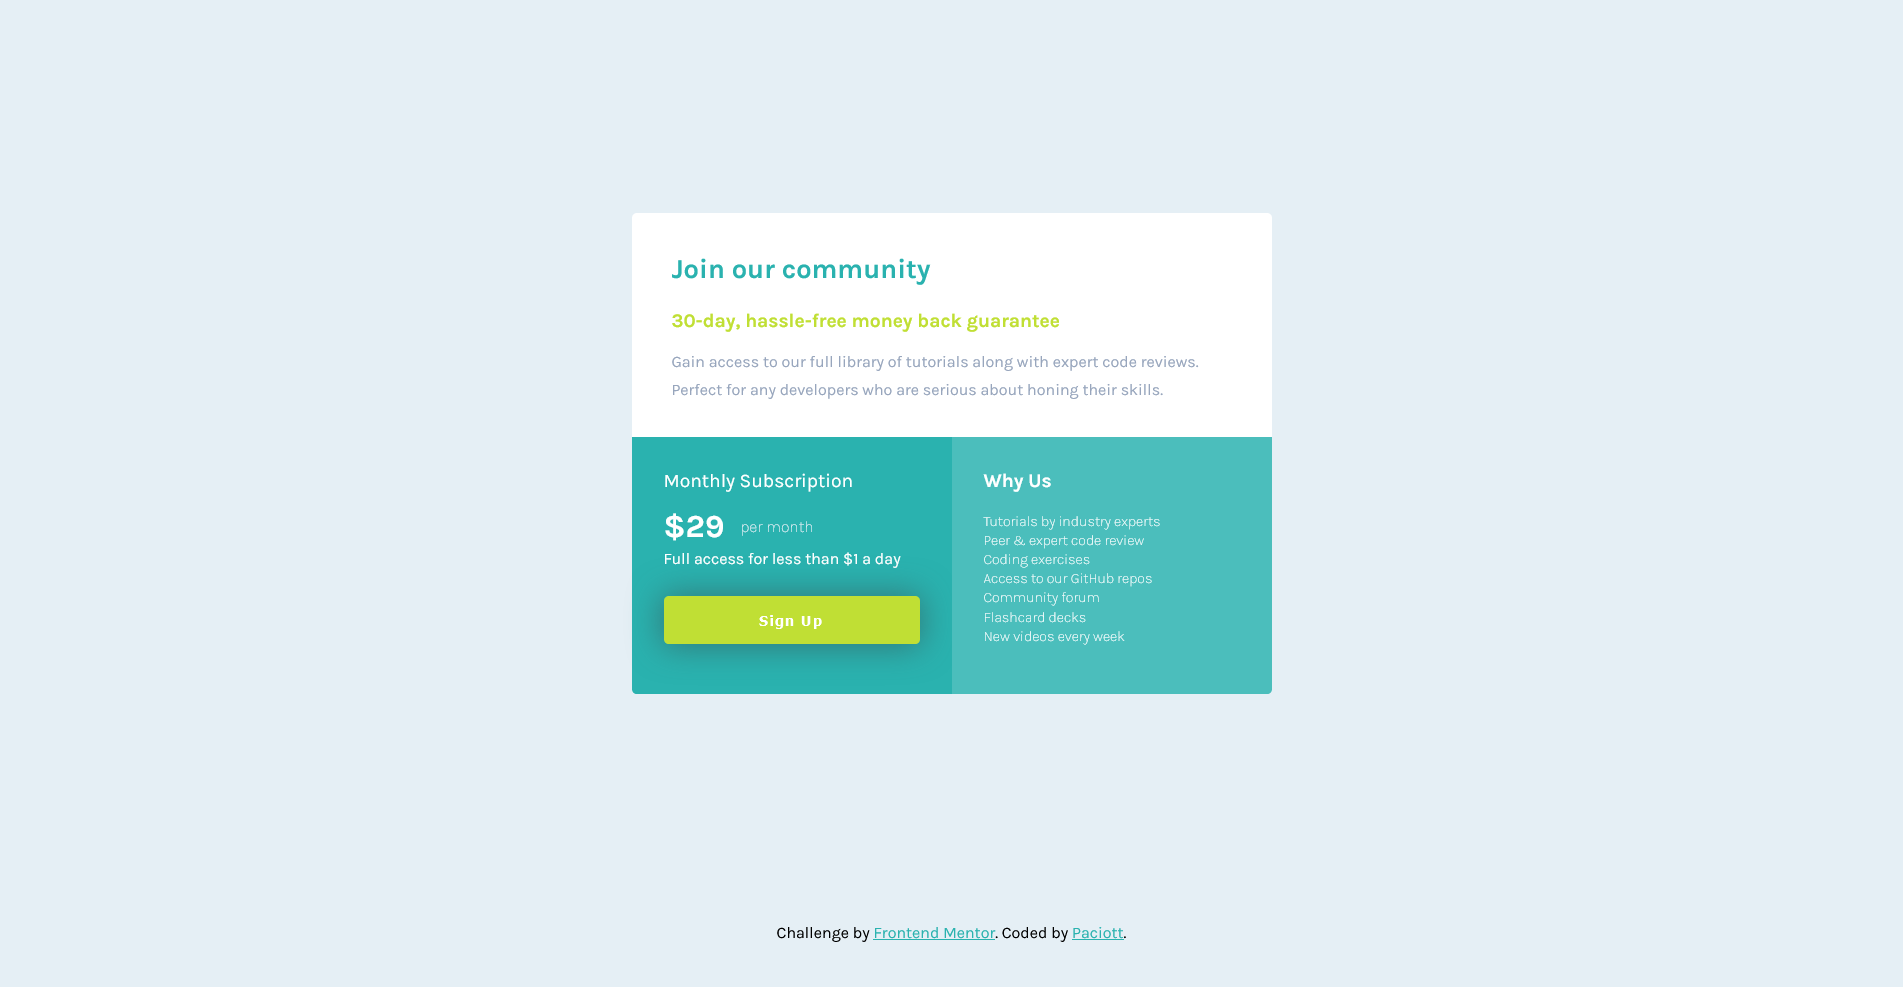 Join our community
30-day, hassle-free money back guarantee
Gain access to our full library of tutorials along with expert code reviews.
Perfect for any developers who are serious about honing their skills.
Monthly Subscription
$29 per month
Full access for less than $1 a day
Sign Up
Why Us
Tutorials by industry experts
Peer & expert code review
Coding exercises
Access to our GitHub repos
Community forum
Flashcard decks
New videos every week
Challenge by Frontend Mentor. Coded by Paciott.